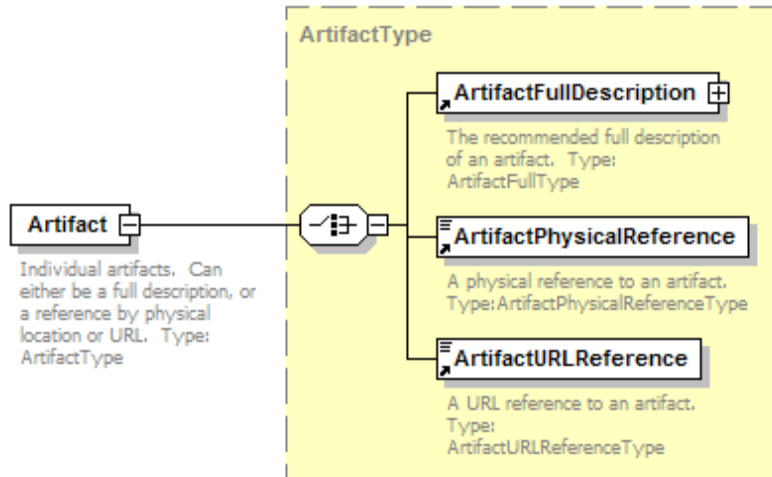 ArtifactType
ArtifactFullDescription
The recommended full description
of an artifact. Type:
ArtifactFullType
Artifact
Individual artifacts. Can
either be a full description, or
a reference by physical
location or URL. Type:
ArtifactType
ArtifactPhysicalReference
A physical reference to an artifact.
Type:ArtifactPhysicalReferenceType
ArtifactURLReference
A URL reference to an artifact.
Type:
ArtifactURLReferenceType